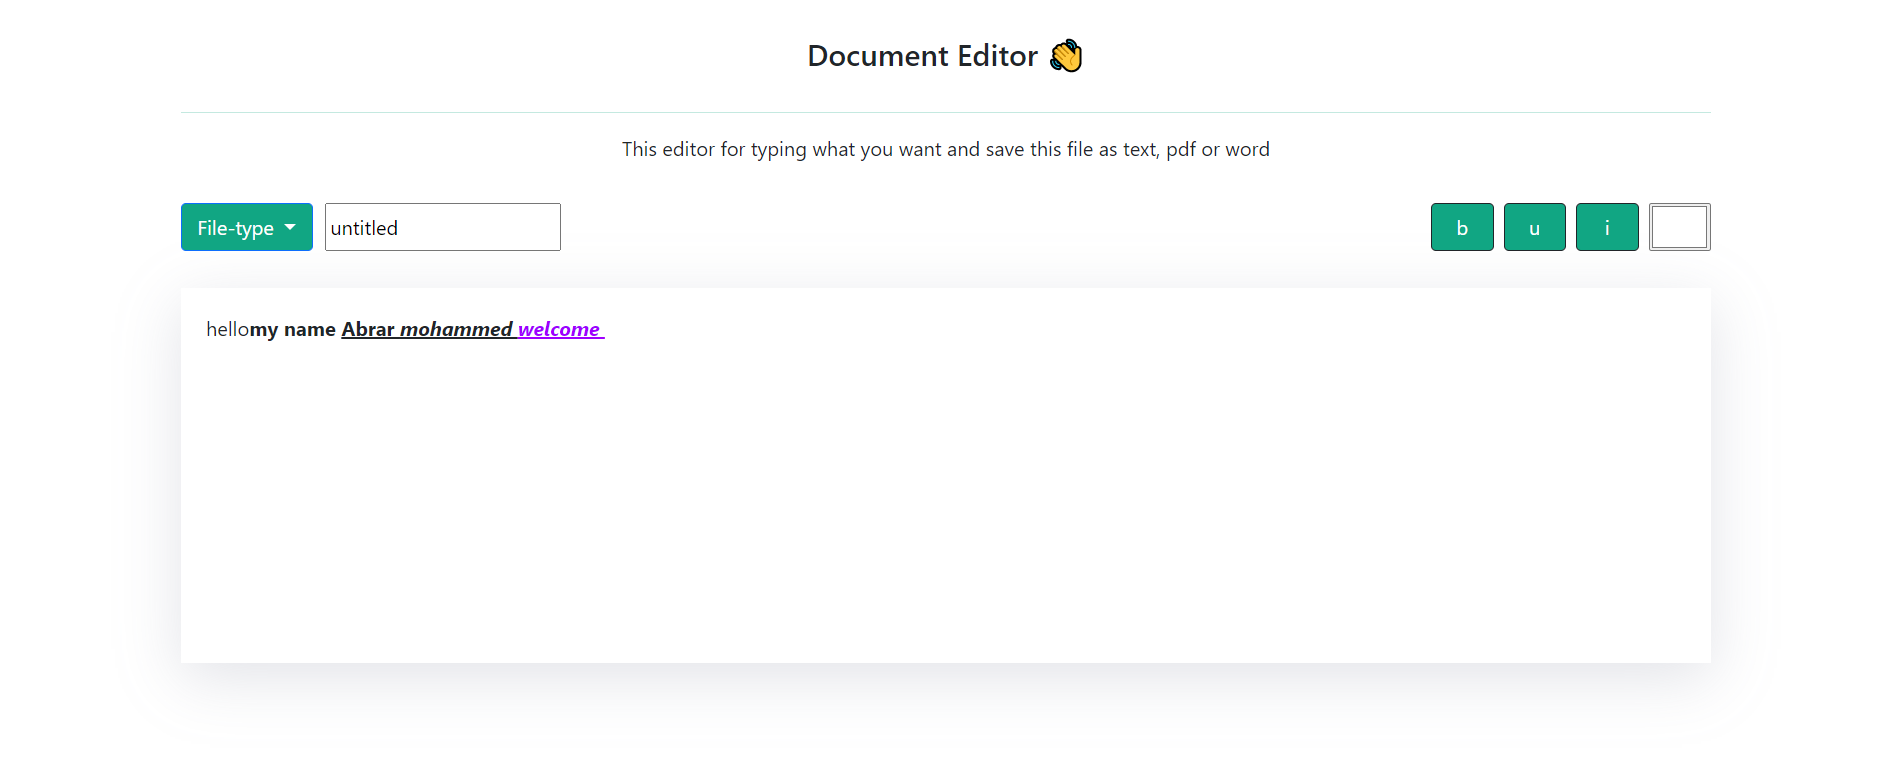 Document Editor 👋
This editor for typing what you want and save this file as text, pdf or word
File-type untitled b u i
hellomy name Abrar mohammed welcome